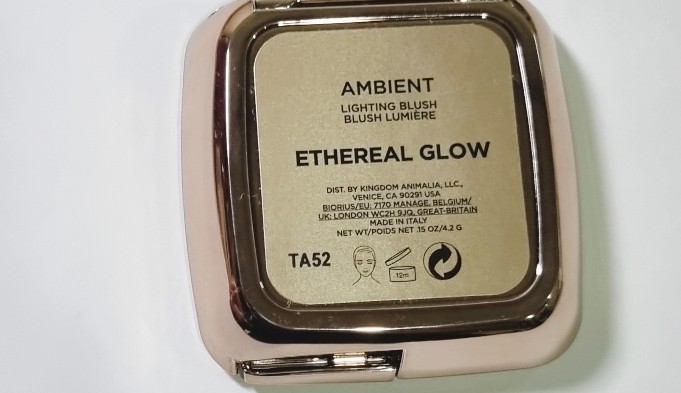 AMBIENT
LIGHTING BLUSH
BLUSH LUMIÈRE
ETHEREAL GLOW
DIST. BY KINGDOM ANIMALIA, LLC.,
VENICE, CA 90291 USA
BIORIUS/EU: 7170 MANAGE, BELGIUM/
UK: LONDON WC2H 9JQ, GREAT-BRITAIN
MADE IN ITALY
NET WT/POIDS NET .15 OZ/4.2 G
TA52
12m